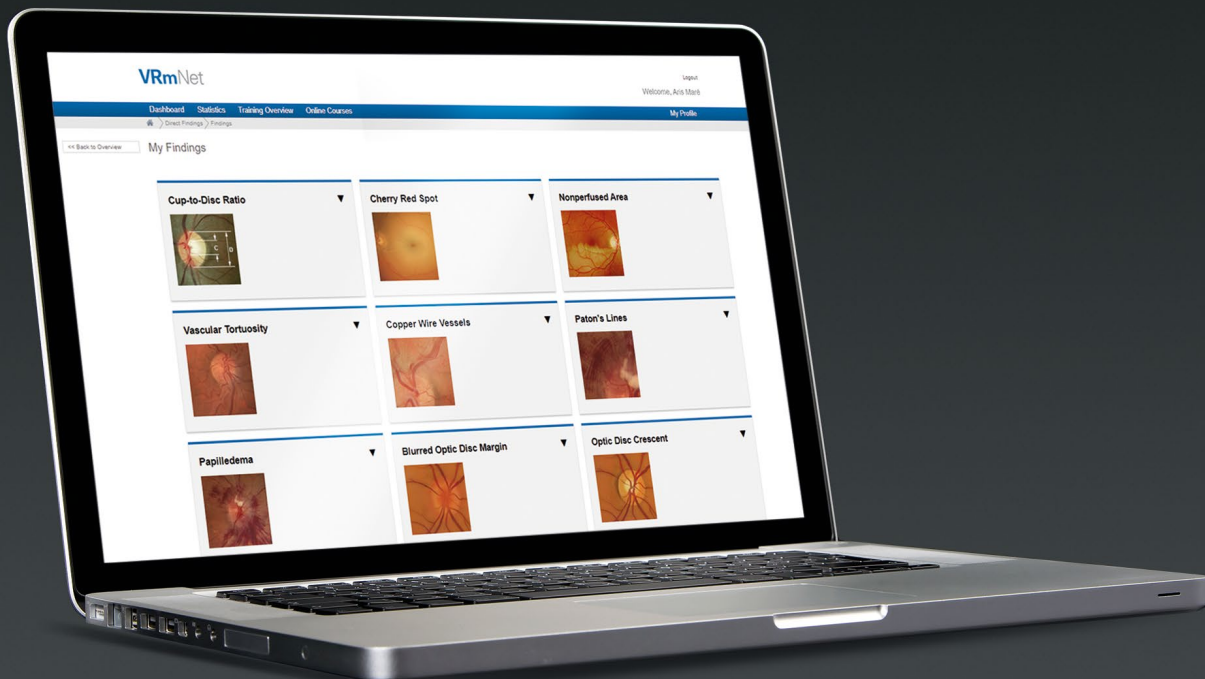 VRmNet
Logout
Welcome, Aris Maré
Dashboard Statistics Training Overview Online Courses My Profile
Direct Findings Findings
<< Back to Overview
My Findings
Cup-to-Disc Ratio ▼ Cherry Red Spot ▼ Nonperfused Area ▼
C D
Vascular Tortuosity ▼ Copper Wire Vessels ▼ Paton's Lines ▼
Papilledema ▼ Blurred Optic Disc Margin ▼ Optic Disc Crescent ▼